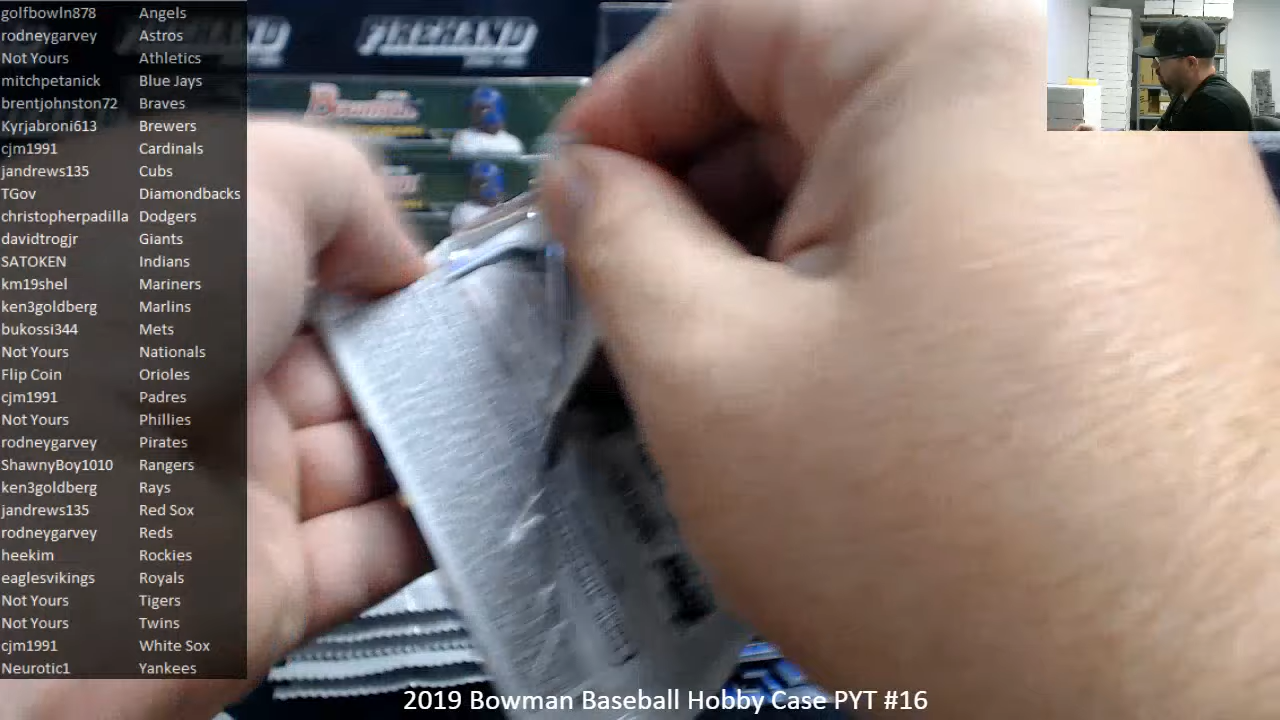 golfbowln878 Angels
rodneygarvey Astros
Not Yours Athletics
mitchpetanick Blue Jays
brentjohnston72 Braves
Kyrjabroni613 Brewers
cjm1991 Cardinals
jandrews135 Cubs
TGov Diamondbacks
christopherpadilla Dodgers
davidtrogjr Giants
SATOKEN Indians
km19shel Mariners
ken3goldberg Marlins
bukossi344 Mets
Not Yours Nationals
Flip Coin Orioles
cjm1991 Padres
Not Yours Phillies
rodneygarvey Pirates
ShawnyBoy1010 Rangers
ken3goldberg Rays
jandrews135 Red Sox
rodneygarvey Reds
heekim Rockies
eaglesvikings Royals
Not Yours Tigers
Not Yours Twins
cjm1991 White Sox
Neurotic1 Yankees
FIREHAND
Bowman
2019 Bowman Baseball Hobby Case PYT #16